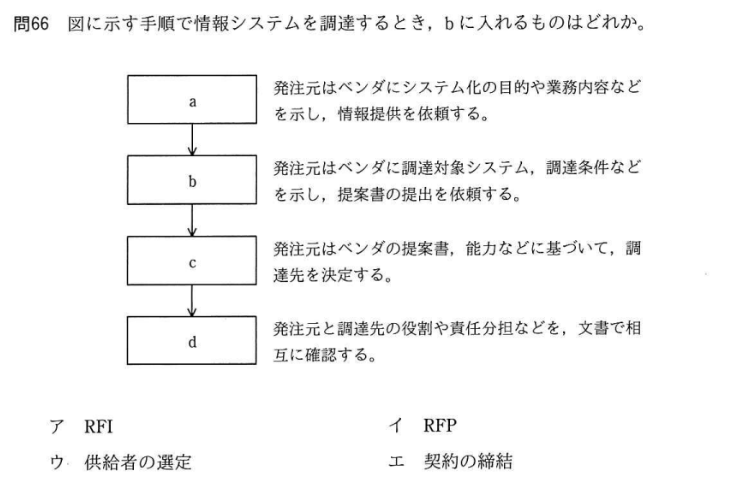 問66 図に示す手順で情報システムを調達するとき，bに入れるものはどれか。
a
発注元はベンダにシステム化の目的や業務内容など
を示し，情報提供を依頼する。
b
発注元はベンダに調達対象システム，調達条件など
を示し，提案書の提出を依頼する。
c
発注元はベンダの提案書，能力などに基づいて，調
達先を決定する。
d
発注元と調達先の役割や責任分担などを，文書で相
互に確認する。
ア RFI
イ RFP
ウ 供給者の選定
エ 契約の締結